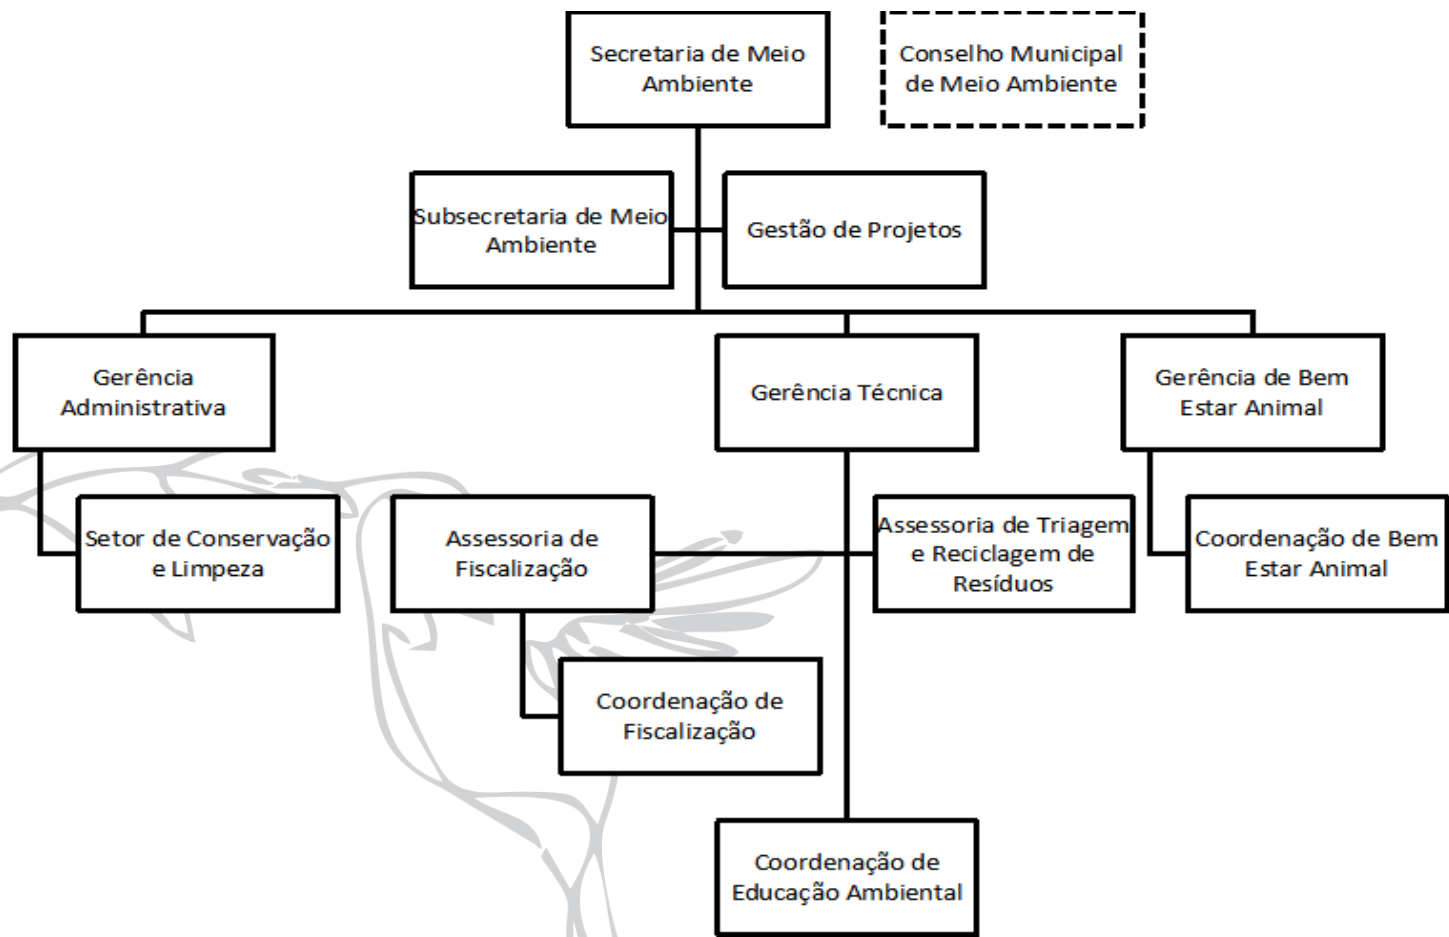 Secretaria de Meio
Ambiente
Conselho Municipal
de Meio Ambiente
Subsecretaria de Meio
Ambiente
Gestão de Projetos
Gerência
Administrativa
Gerência Técnica
Gerência de Bem
Estar Animal
Setor de Conservação
e Limpeza
Assessoria de
Fiscalização
Assessoria de Triagem
e Reciclagem de
Resíduos
Coordenação de Bem
Estar Animal
Coordenação de
Fiscalização
Coordenação de
Educação Ambiental